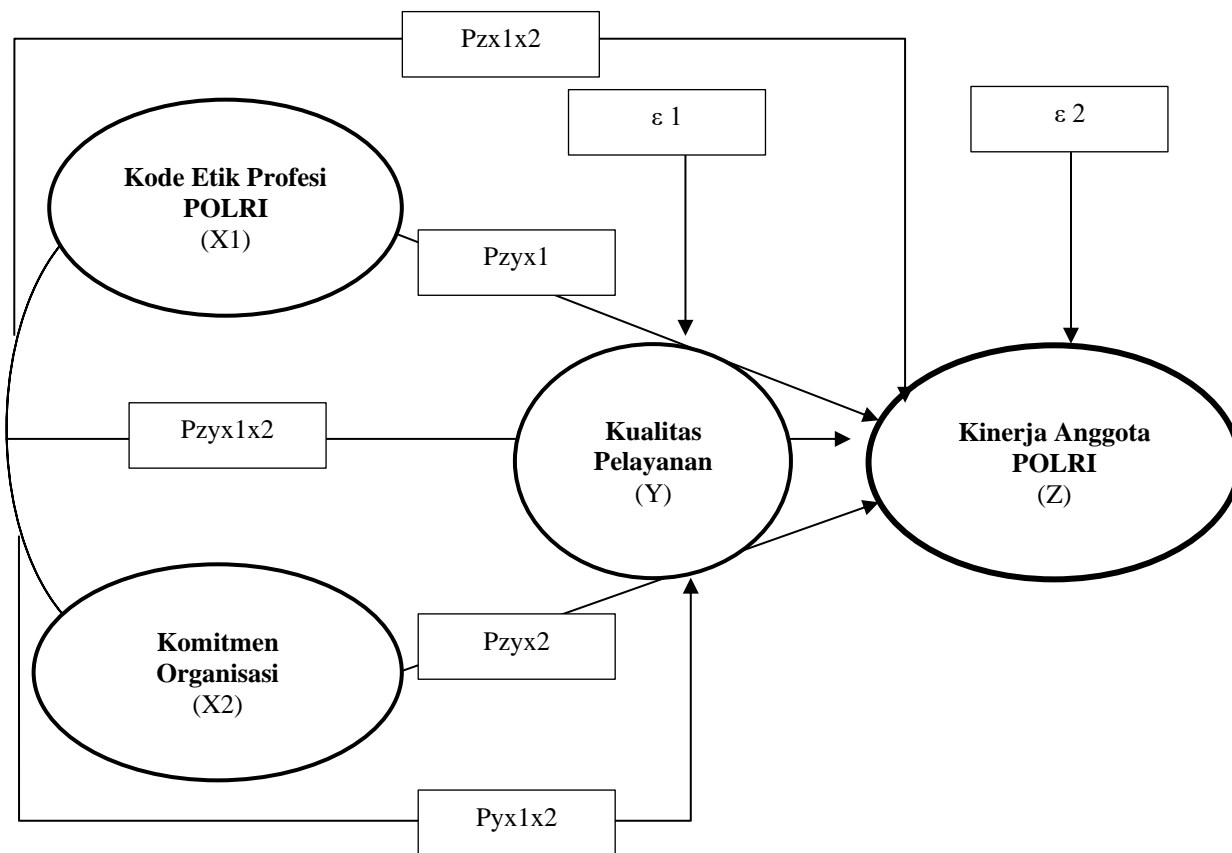 Pzx1x2
ε 1
ε 2
Kode Etik Profesi
POLRI
(X1)
Pzyx1
Pzyx1x2
Kualitas
Pelayanan
(Y)
Kinerja Anggota
POLRI
(Z)
Komitmen
Organisasi
(X2)
Pzyx2
Pyx1x2